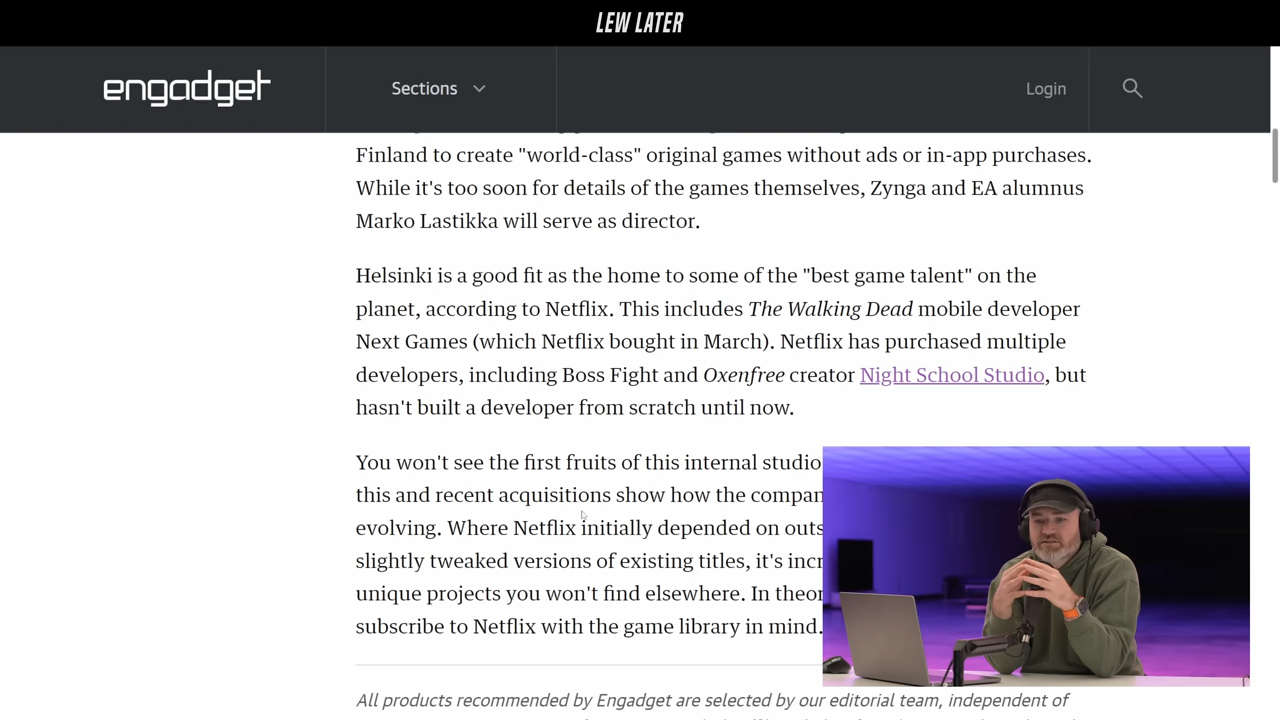 LEW LATER
engadget
Sections
Login
Finland to create "world-class" original games without ads or in-app purchases.
While it's too soon for details of the games themselves, Zynga and EA alumnus
Marko Lastikka will serve as director.
Helsinki is a good fit as the home to some of the "best game talent" on the
planet, according to Netflix. This includes The Walking Dead mobile developer
Next Games (which Netflix bought in March). Netflix has purchased multiple
developers, including Boss Fight and Oxenfree creator Night School Studio, but
hasn't built a developer from scratch until now.
You won't see the first fruits of this internal studio
this and recent acquisitions show how the compan
evolving. Where Netflix initially depended on outs
slightly tweaked versions of existing titles, it's incr
unique projects you won't find elsewhere. In theor
subscribe to Netflix with the game library in mind.
All products recommended by Engadget are selected by our editorial team, independent of